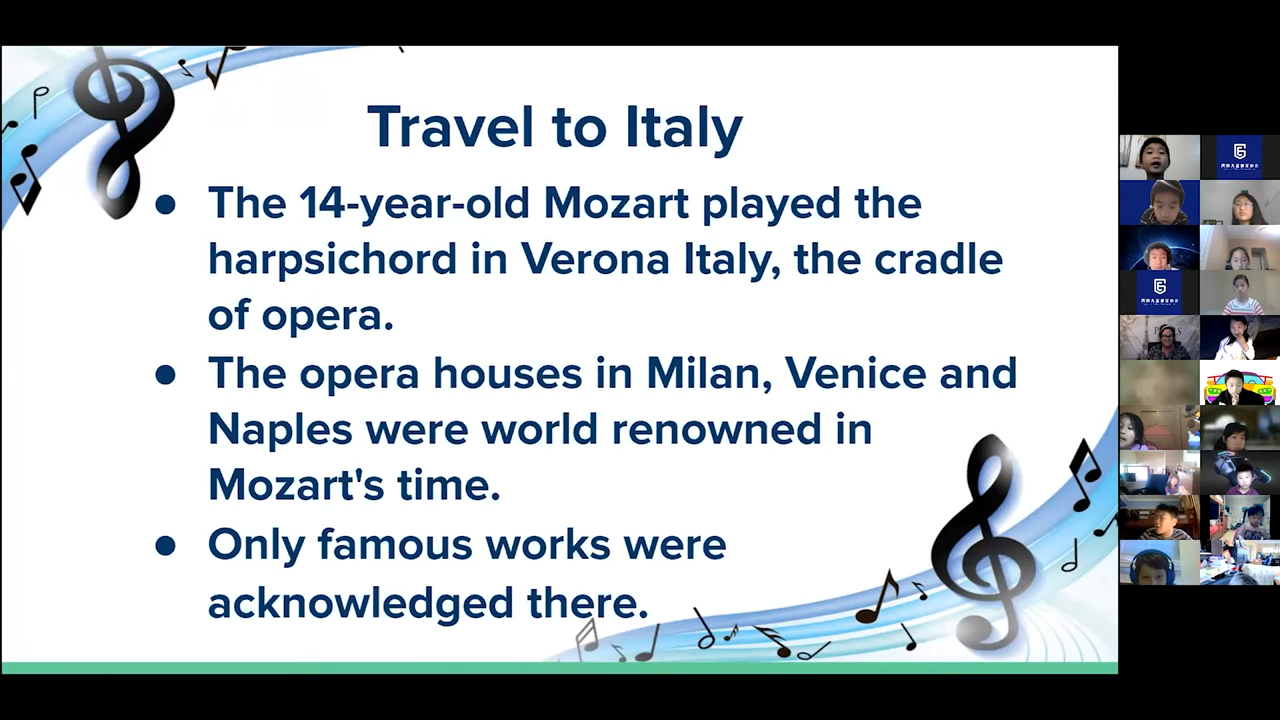 Travel to Italy
● The 14-year-old Mozart played the
harpsichord in Verona Italy, the cradle
of opera.
● The opera houses in Milan, Venice and
Naples were world renowned in
Mozart's time.
● Only famous works were
acknowledged there.